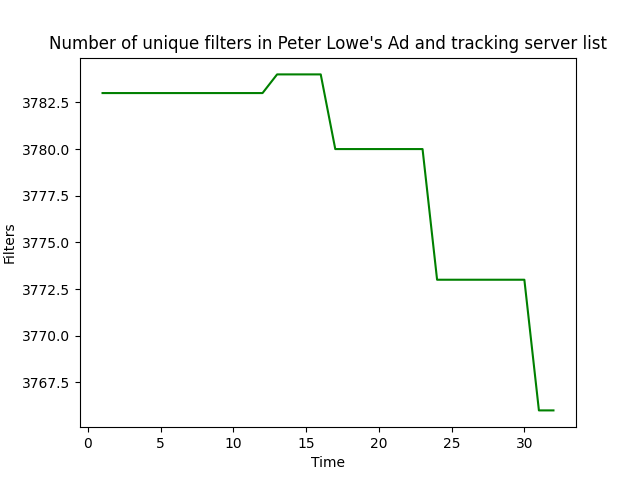 Number of unique filters in Peter Lowe's Ad and tracking server list
3782.5
3780.0
3777.5
3775.0
3772.5
3770.0
3767.5
Filters
0 5 10 15 20 25 30
Time